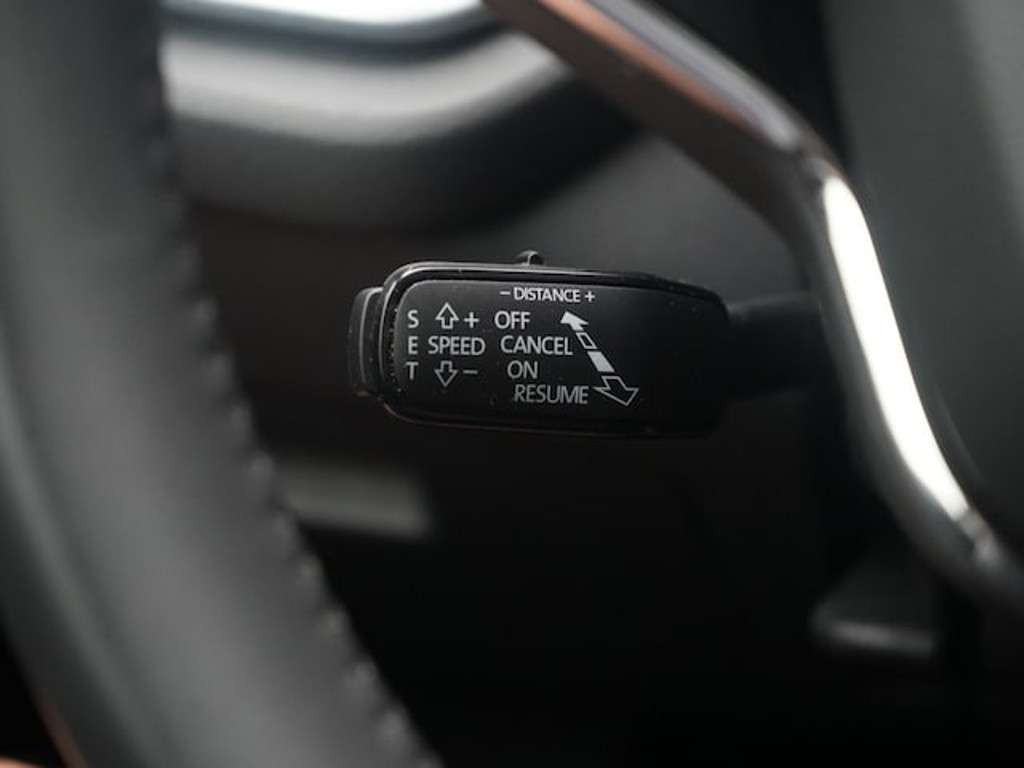 - DISTANCE +
S + OFF
E SPEED CANCEL
T - ON
RESUME